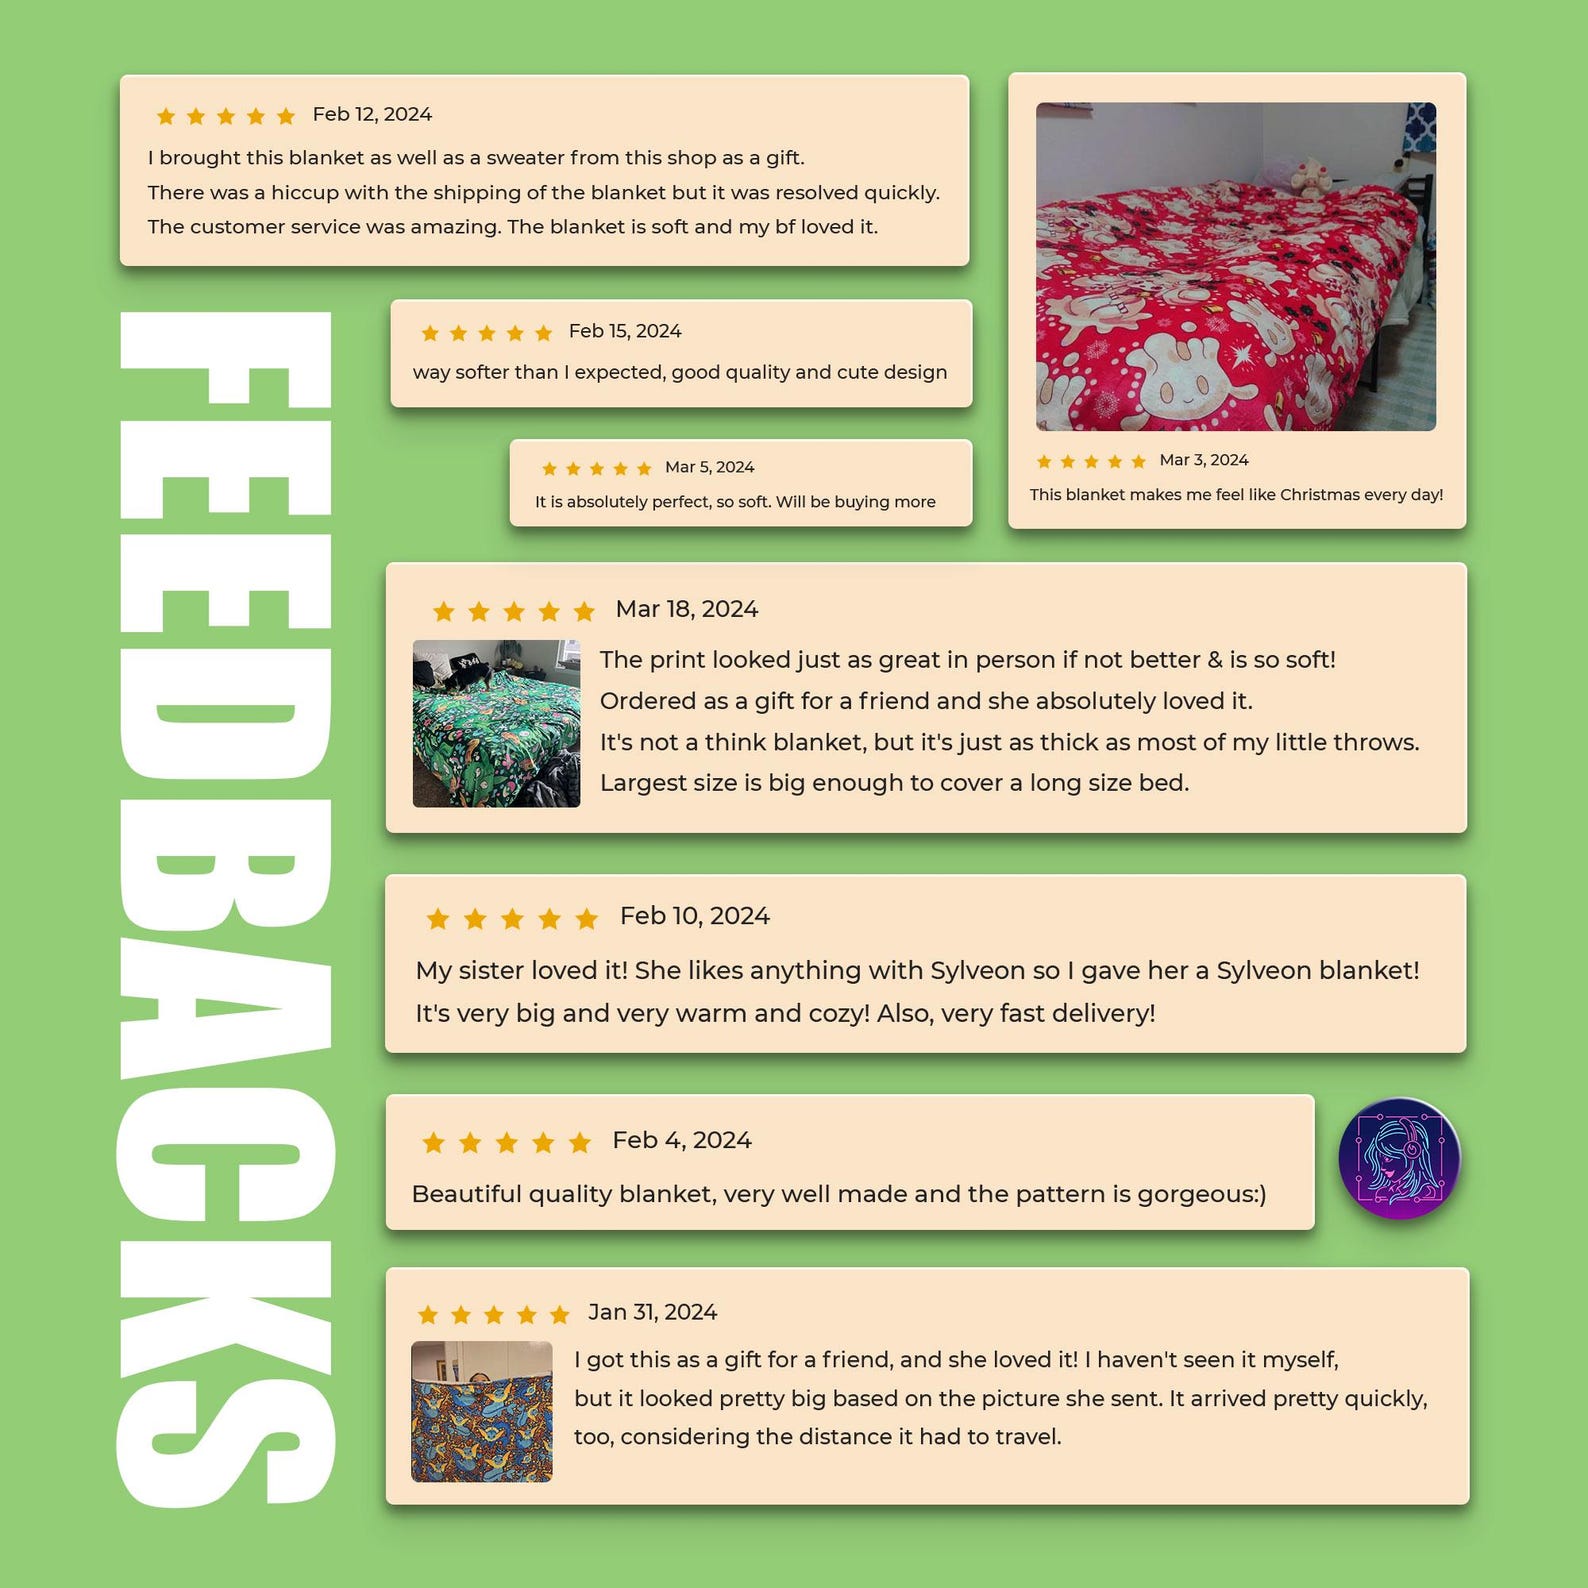 Feb 12, 2024
I brought this blanket as well as a sweater from this shop as a gift.
There was a hiccup with the shipping of the blanket but it was resolved quickly.
The customer service was amazing. The blanket is soft and my bf loved it.
Mar 3, 2024
This blanket makes me feel like Christmas every day!
FEEDBACKS
Feb 15, 2024
way softer than I expected, good quality and cute design
Mar 5, 2024
It is absolutely perfect, so soft. Will be buying more
Mar 18, 2024
The print looked just as great in person if not better & is so soft!
Ordered as a gift for a friend and she absolutely loved it.
It's not a think blanket, but it's just as thick as most of my little throws.
Largest size is big enough to cover a long size bed.
Feb 10, 2024
My sister loved it! She likes anything with Sylveon so I gave her a Sylveon blanket!
It's very big and very warm and cozy! Also, very fast delivery!
Feb 4, 2024
Beautiful quality blanket, very well made and the pattern is gorgeous:)
Jan 31, 2024
I got this as a gift for a friend, and she loved it! I haven't seen it myself,
but it looked pretty big based on the picture she sent. It arrived pretty quickly,
too, considering the distance it had to travel.